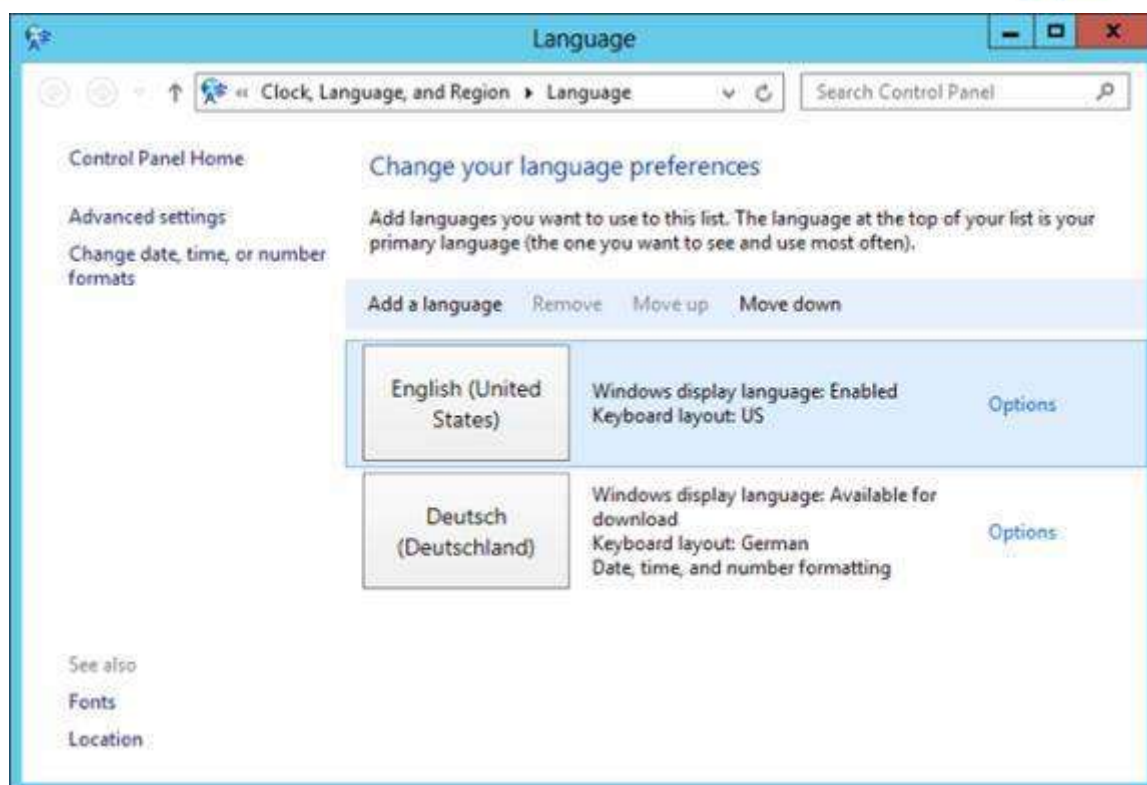 Language
« Clock, Language, and Region ▸ Language
Search Control Panel
Control Panel Home
Advanced settings
Change date, time, or number
formats
See also
Fonts
Location
Change your language preferences
Add languages you want to use to this list. The language at the top of your list is your
primary language (the one you want to see and use most often).
Add a language Remove Move up Move down
English (United
States)
Windows display language: Enabled
Keyboard layout: US
Options
Deutsch
(Deutschland)
Windows display language: Available for
download
Keyboard layout: German
Date, time, and number formatting
Options